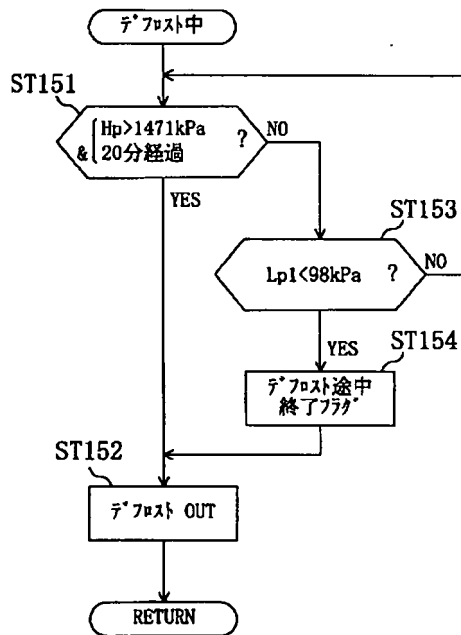 ﾃﾞﾌﾛｽﾄ中
ST151
Hp>1471kPa
& 20分経過 ?
NO
YES
ST153
Lp1<98kPa ?
NO
YES
ST154
ﾃﾞﾌﾛｽﾄ途中
終了ﾌﾗｸﾞ
ST152
ﾃﾞﾌﾛｽﾄ OUT
RETURN